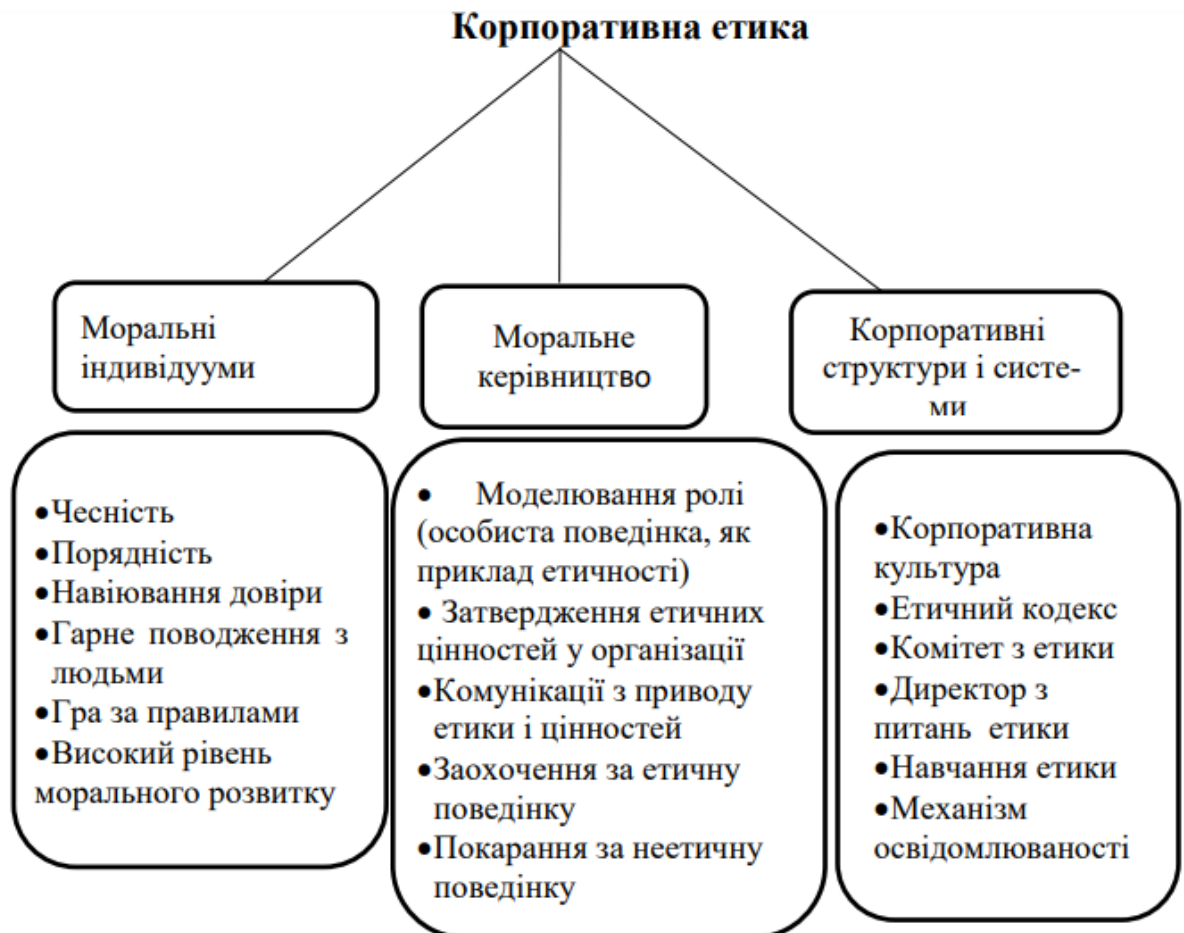 Корпоративна етика
Моральні
індивідууми
Моральне
керівництво
Корпоративні
структури і систе-
ми
•Чесність
•Порядність
•Навіювання довіри
•Гарне поводження з
людьми
•Гра за правилами
•Високий рівень
морального розвитку
• Моделювання ролі
(особиста поведінка, як
приклад етичності)
• Затвердження етичних
цінностей у організації
•Комунікації з приводу
етики і цінностей
•Заохочення за етичну
поведінку
•Покарання за неетичну
поведінку
•Корпоративна
культура
•Етичний кодекс
•Комітет з етики
•Директор з
питань етики
•Навчання етики
•Механізм
освідомлюваності